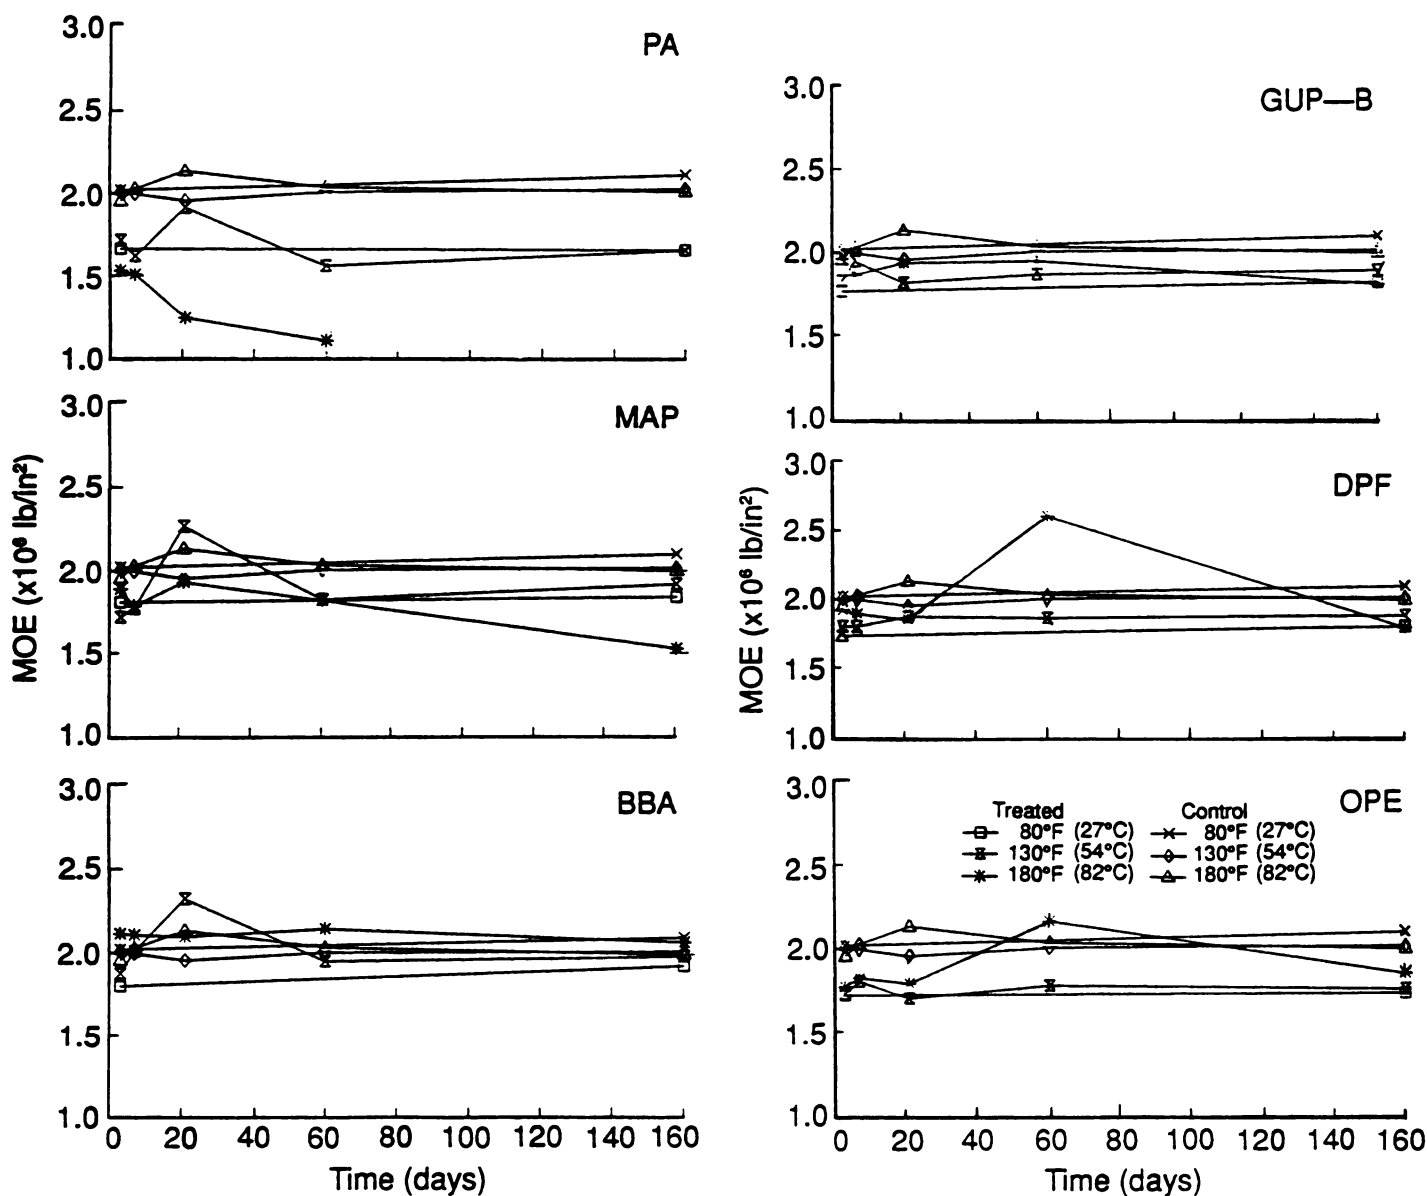 PA
3.0
2.5
2.0
1.5
1.0
MAP
3.0
2.5
2.0
1.5
1.0
MOE (x10⁶ lb/in²)
BBA
3.0
2.5
2.0
1.5
1.0
0 20 40 60 80 100 120 140 160
Time (days)
GUP—B
3.0
2.5
2.0
1.5
1.0
DPF
3.0
2.5
2.0
1.5
1.0
MOE (x10⁶ lb/in²)
OPE
3.0
2.5
2.0
1.5
1.0
Treated Control
80°F (27°C) 80°F (27°C)
130°F (54°C) 130°F (54°C)
180°F (82°C) 180°F (82°C)
0 20 40 60 80 100 120 140 160
Time (days)